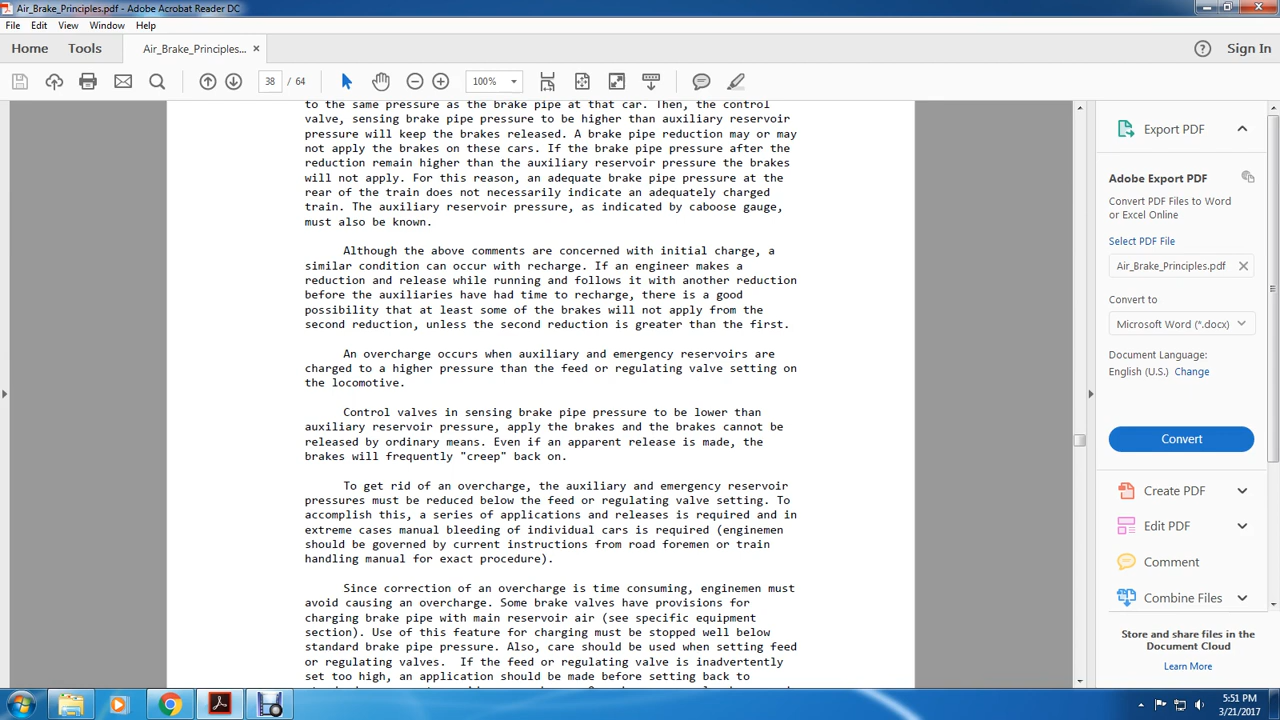 Air_Brake_Principles.pdf - Adobe Acrobat Reader DC
File Edit View Window Help
Home Tools Air_Brake_Principles... × Sign In
38 / 64 100%
to the same pressure as the brake pipe at that car. Then, the control
valve, sensing brake pipe pressure to be higher than auxiliary reservoir
pressure will keep the brakes released. A brake pipe reduction may or may
not apply the brakes on these cars. If the brake pipe pressure after the
reduction remain higher than the auxiliary reservoir pressure the brakes
will not apply. For this reason, an adequate brake pipe pressure at the
rear of the train does not necessarily indicate an adequately charged
train. The auxiliary reservoir pressure, as indicated by caboose gauge,
must also be known.
Although the above comments are concerned with initial charge, a
similar condition can occur with recharge. If an engineer makes a
reduction and release while running and follows it with another reduction
before the auxiliaries have had time to recharge, there is a good
possibility that at least some of the brakes will not apply from the
second reduction, unless the second reduction is greater than the first.
An overcharge occurs when auxiliary and emergency reservoirs are
charged to a higher pressure than the feed or regulating valve setting on
the locomotive.
Control valves in sensing brake pipe pressure to be lower than
auxiliary reservoir pressure, apply the brakes and the brakes cannot be
released by ordinary means. Even if an apparent release is made, the
brakes will frequently "creep" back on.
To get rid of an overcharge, the auxiliary and emergency reservoir
pressures must be reduced below the feed or regulating valve setting. To
accomplish this, a series of applications and releases is required and in
extreme cases manual bleeding of individual cars is required (enginemen
should be governed by current instructions from road foremen or train
handling manual for exact procedure).
Since correction of an overcharge is time consuming, enginemen must
avoid causing an overcharge. Some brake valves have provisions for
charging brake pipe with main reservoir air (see specific equipment
section). Use of this feature for charging must be stopped well below
standard brake pipe pressure. Also, care should be used when setting feed
or regulating valves.  If the feed or regulating valve is inadvertently
set too high, an application should be made before setting back to
Export PDF
Adobe Export PDF
Convert PDF Files to Word
or Excel Online
Select PDF File
Air_Brake_Principles.pdf
Convert to
Microsoft Word (*.docx)
Document Language:
English (U.S.) Change
Convert
Create PDF
Edit PDF
Comment
Combine Files
Store and share files in the
Document Cloud
Learn More
5:51 PM
3/21/2017